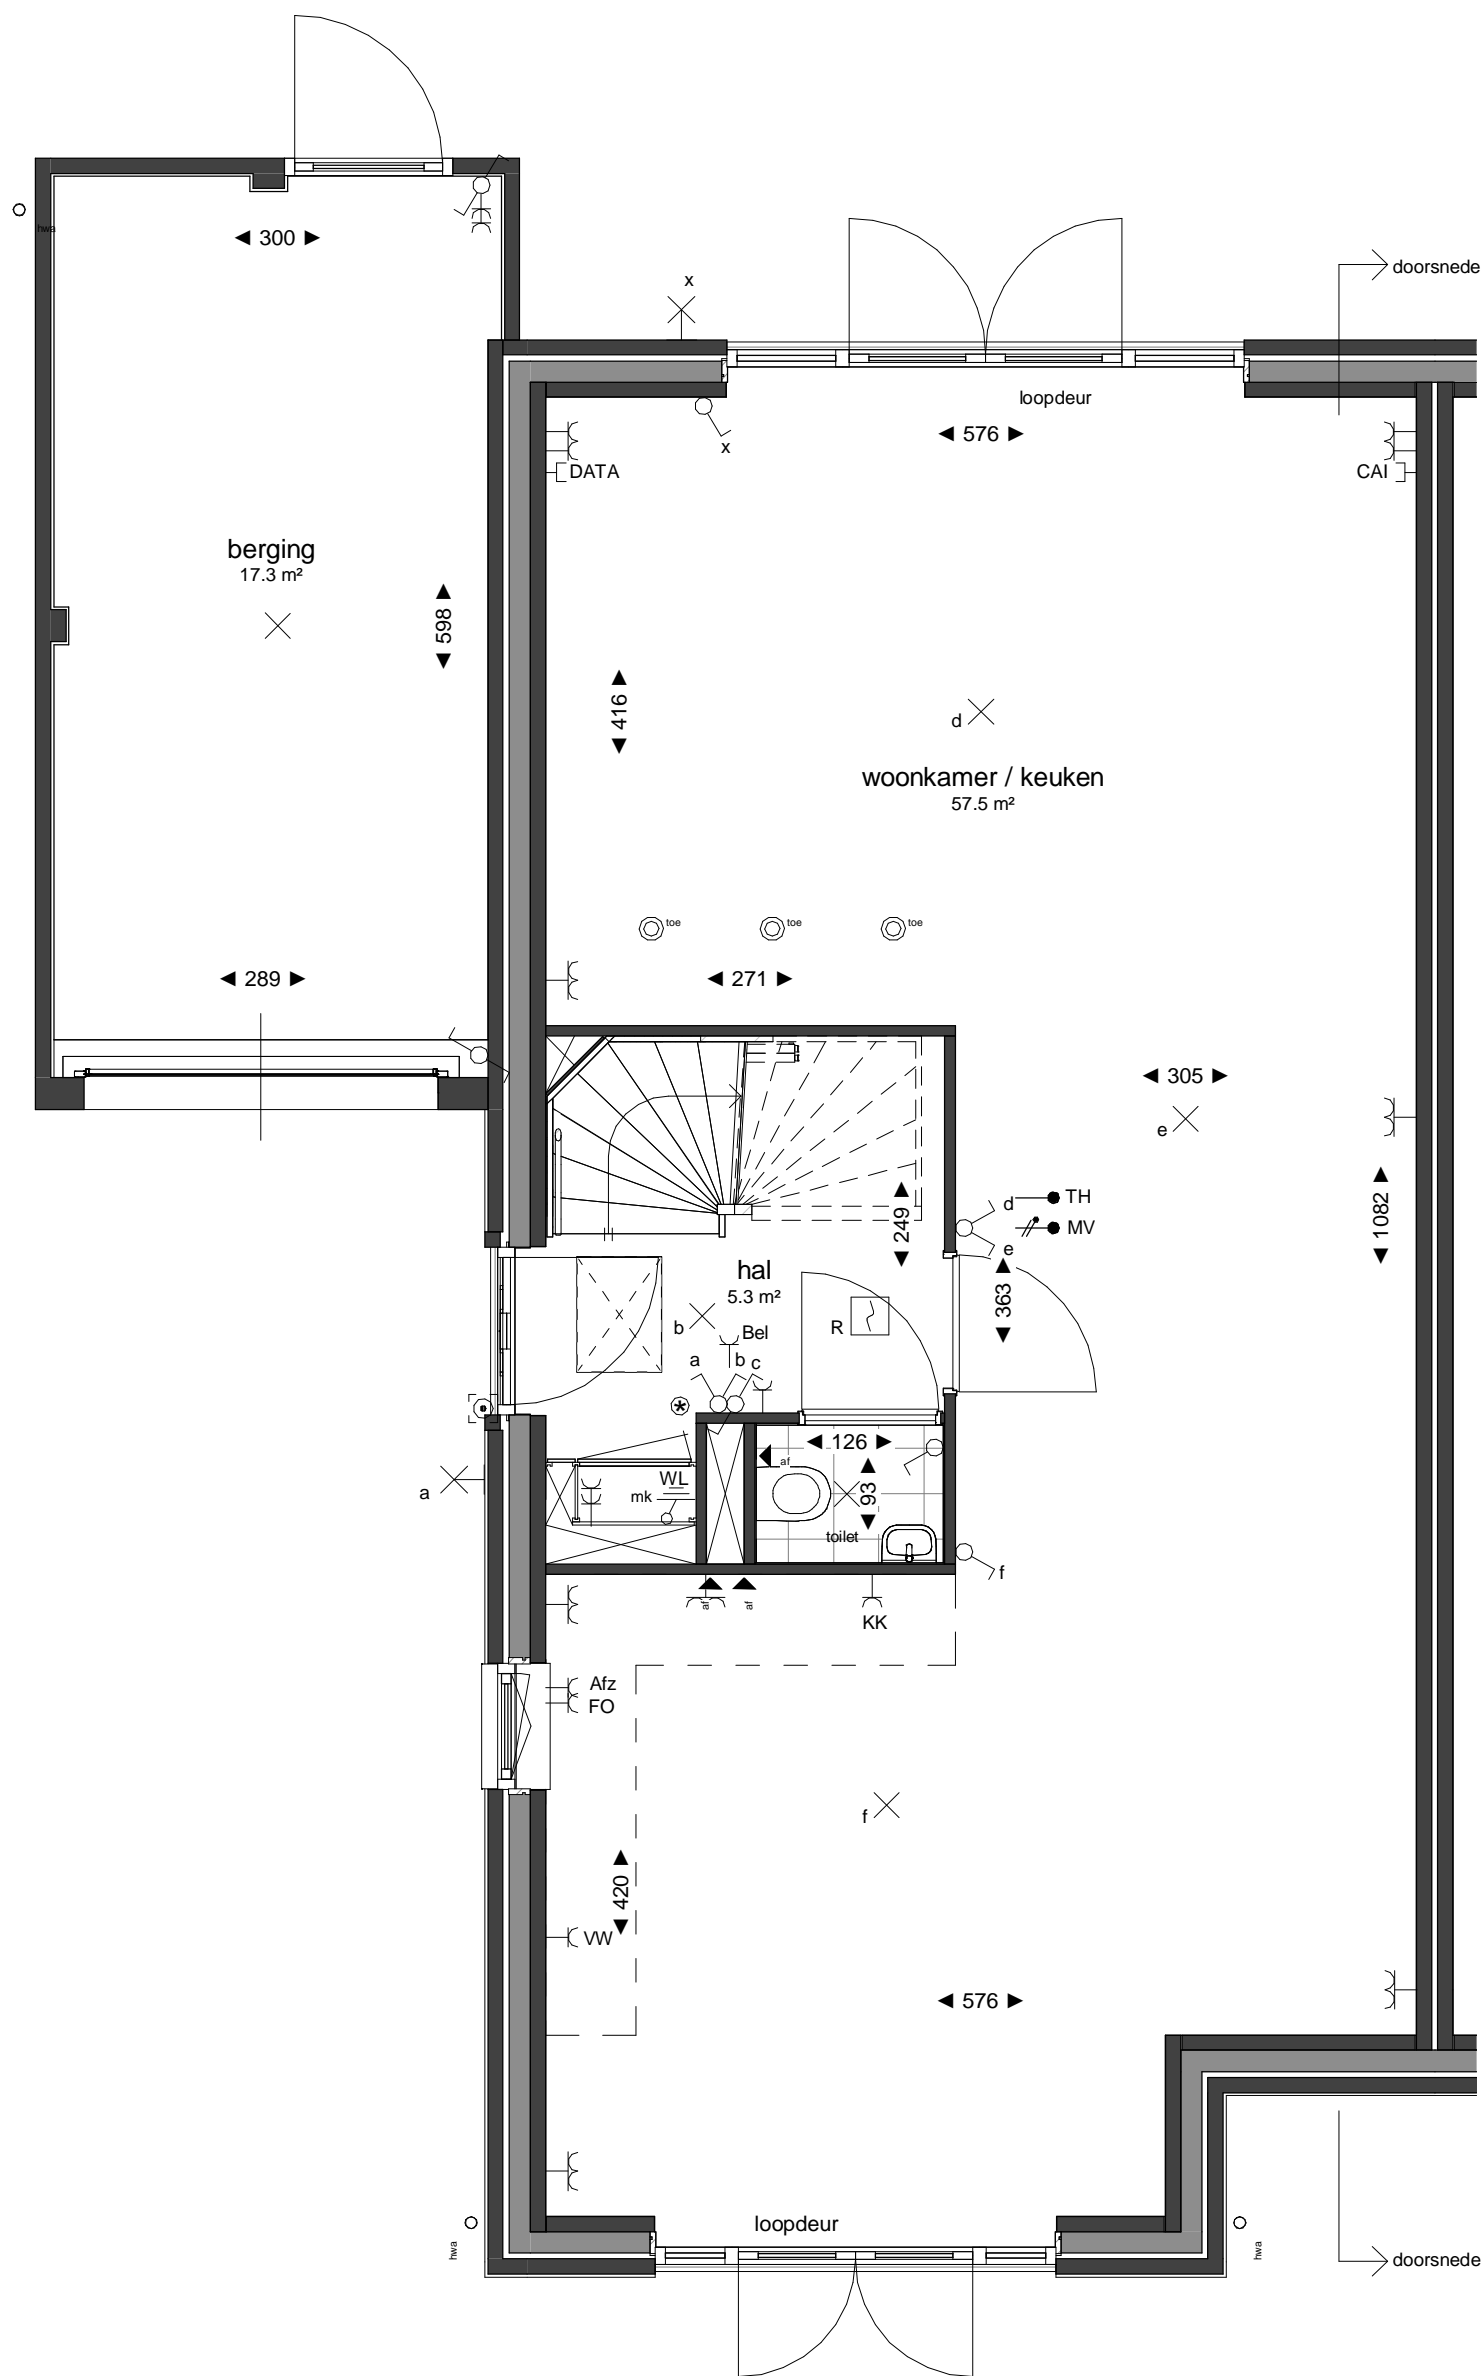 hwa
300
x
doorsnede
loopdeur
x
576
DATA
CAI
berging
17.3 m²
598
416
d
woonkamer / keuken
57.5 m²
toe
toe
toe
289
271
305
e
1082
249
d
TH
MV
e
hal
5.3 m²
363
x
b
R
Bel
a
b
c
*
126
af
WL
93
a
mk
toilet
f
af
af
KK
Afz
FO
f
420
VW
576
loopdeur
hwa
hwa
doorsnede